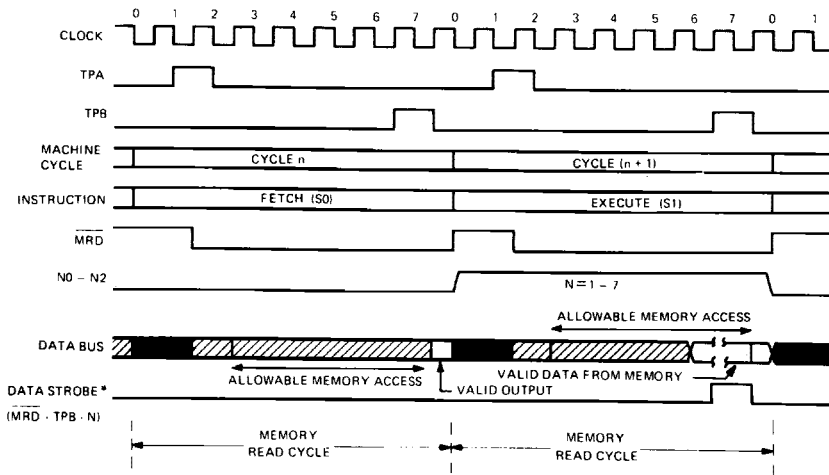 0 1 2 3 4 5 6 7 0 1 2 3 4 5 6 7 0 1
CLOCK
TPA
TPB
MACHINE
CYCLE
CYCLE n
CYCLE (n + 1)
INSTRUCTION
FETCH (S0)
EXECUTE (S1)
MRD
N0 – N2
N = 1 – 7
ALLOWABLE MEMORY ACCESS
DATA BUS
ALLOWABLE MEMORY ACCESS
VALID DATA FROM MEMORY
VALID OUTPUT
DATA STROBE*
(MRD · TPB · N)
MEMORY
READ CYCLE
MEMORY
READ CYCLE